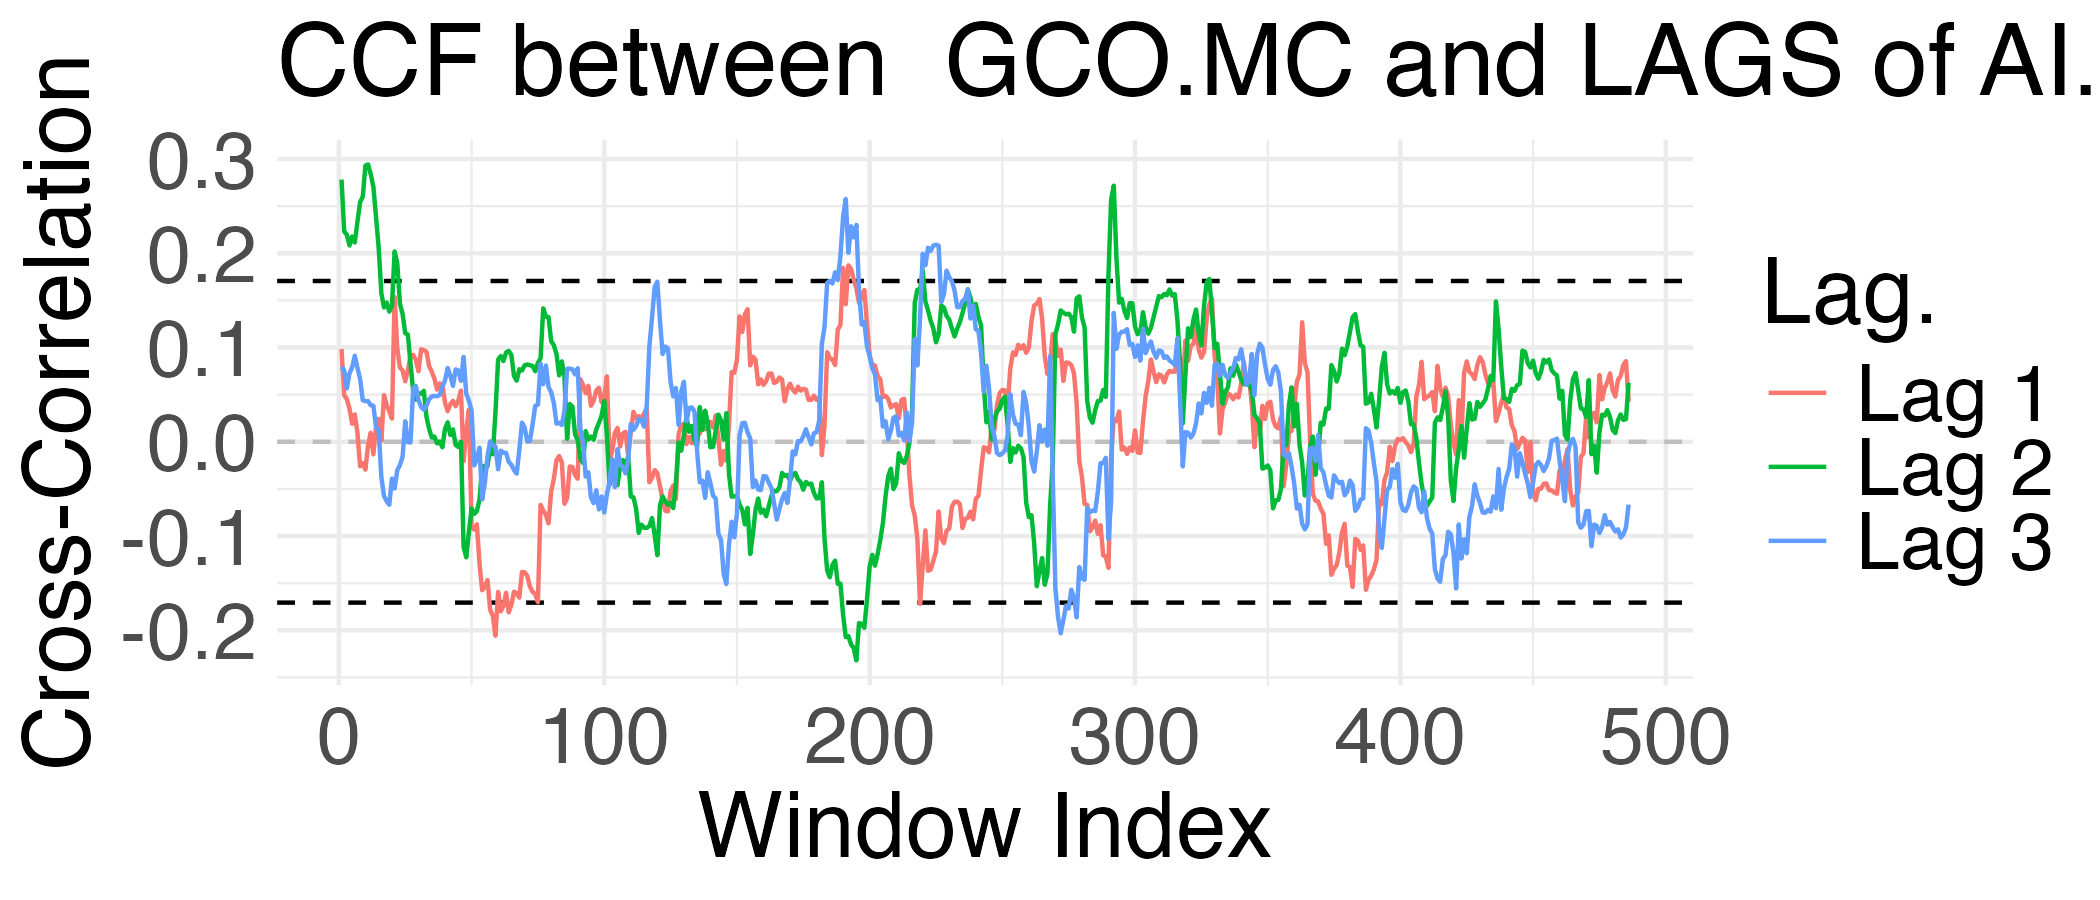 CCF between  GCO.MC and LAGS of AI.
Cross-Correlation
0.3
0.2
0.1
0.0
-0.1
-0.2
0 100 200 300 400 500
Window Index
Lag.
Lag 1
Lag 2
Lag 3